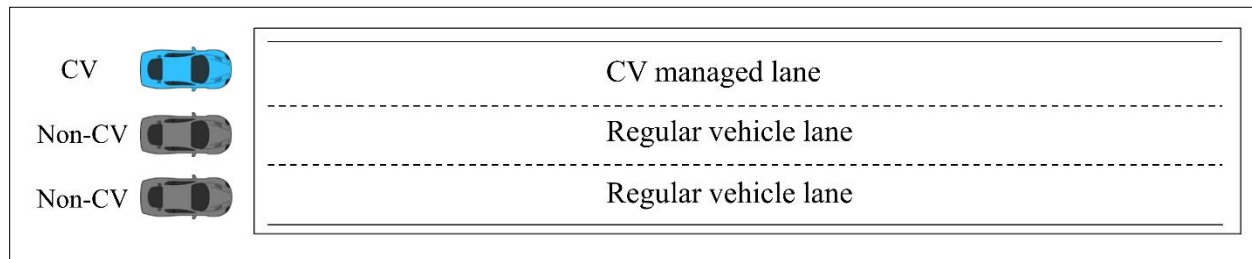 CV CV managed lane
Non-CV Regular vehicle lane
Non-CV Regular vehicle lane